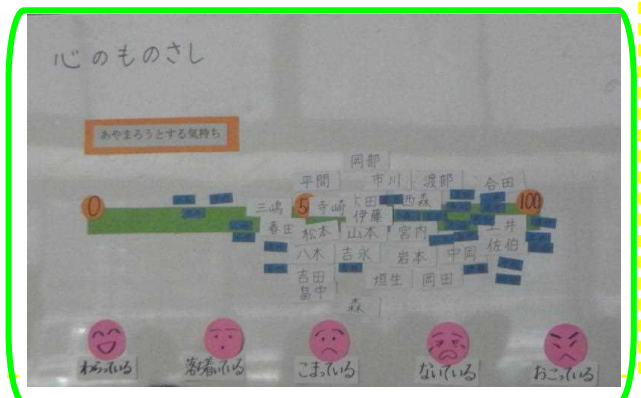 心のものさし
あやまろうとする気持ち
岡部
平間 市川 渡部 合田
0 三嶋 5 寺崎 西森 100
伊藤
春田 松本 山本 宮内 土井
八木 吉永 岩本 中岡 佐伯
吉田 垣生 岡田
畠中
森
わらっている 落ち着いている こまっている ないている おこっている